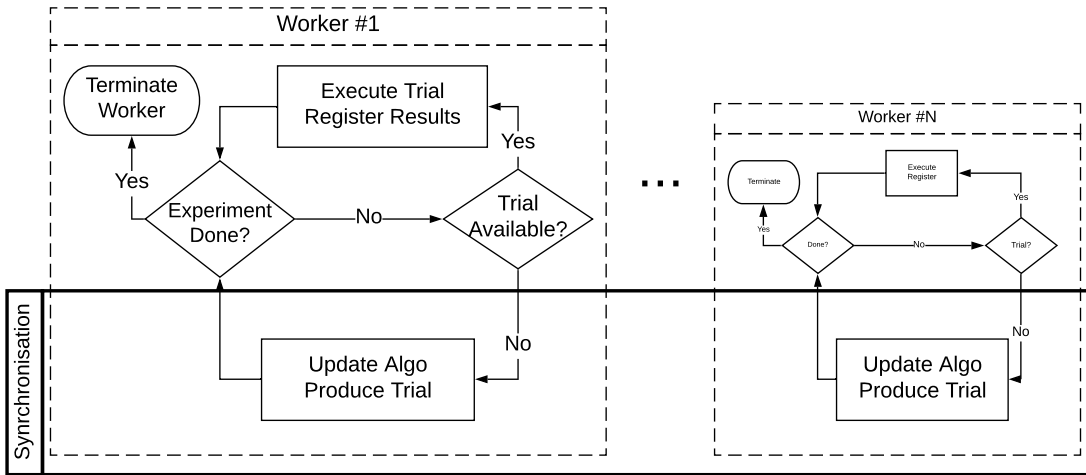 Worker #1
Terminate
Worker
Execute Trial
Register Results
Yes
Yes
Experiment
Done?
No
Trial
Available?
No
Update Algo
Produce Trial
...
Worker #N
Terminate
Execute
Register
Yes
Yes
Done?
No
Trial?
No
Update Algo
Produce Trial
Synrchronisation